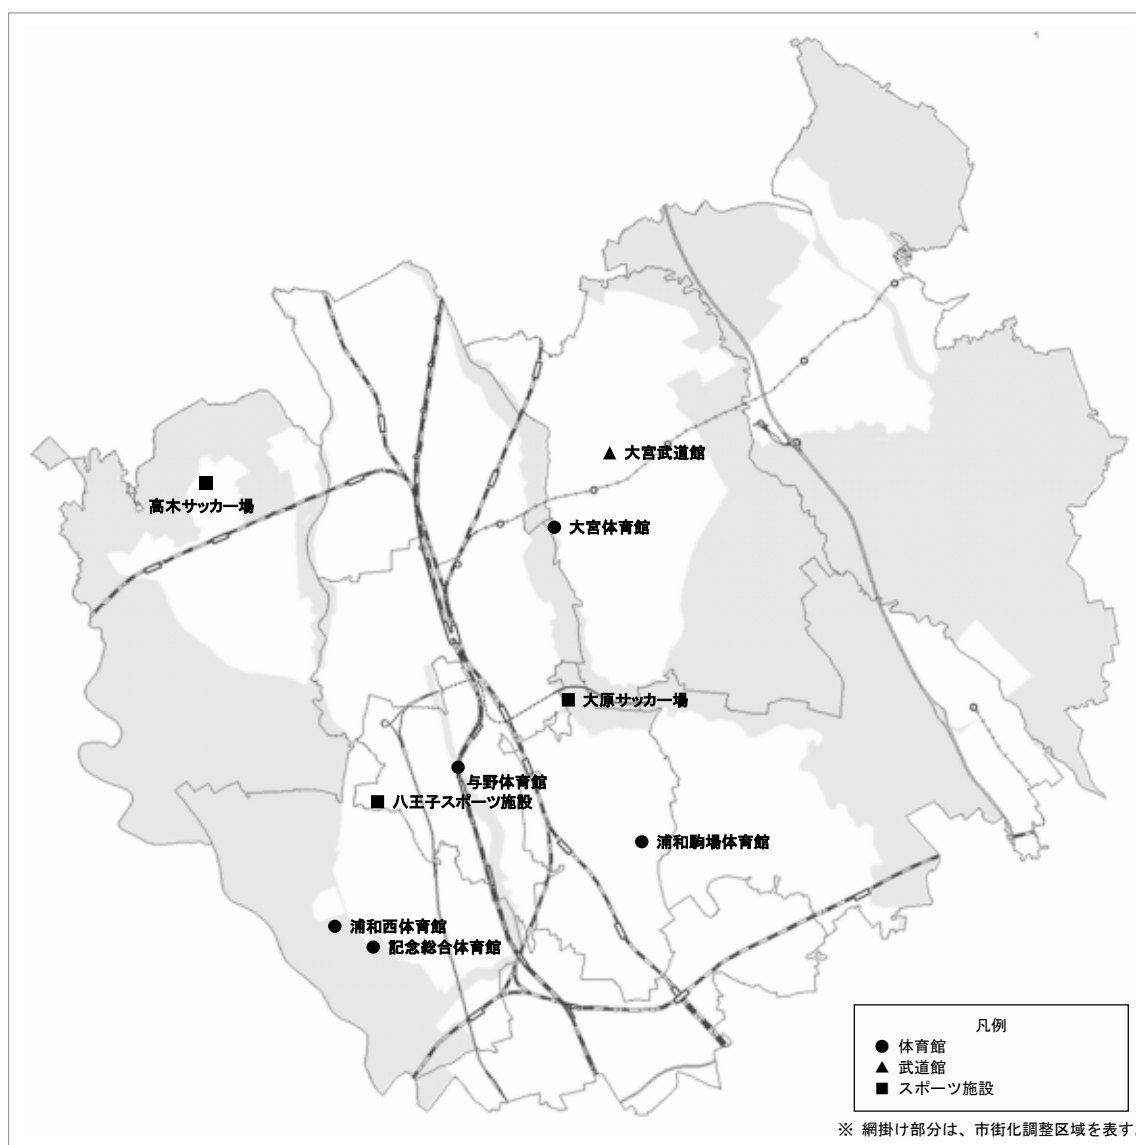 大宮武道館
高木サッカー場
大宮体育館
大原サッカー場
与野体育館
八王子スポーツ施設
浦和駒場体育館
浦和西体育館
記念総合体育館
凡例
体育館
武道館
スポーツ施設
※ 網掛け部分は、市街化調整区域を表す。